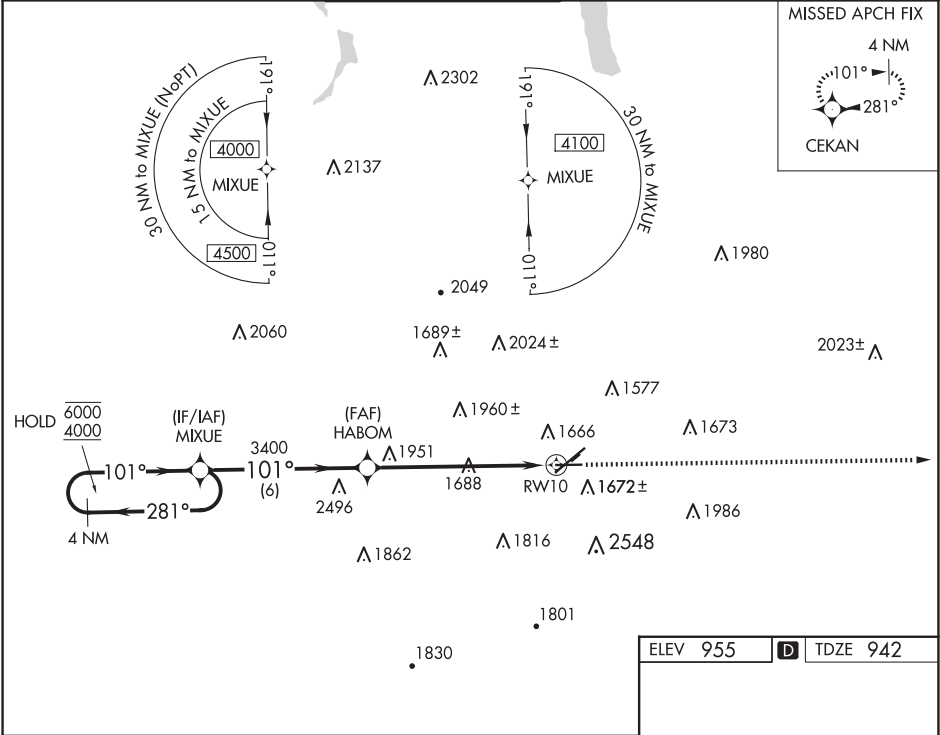 MISSED APCH FIX
4 NM
101°
281°
CEKAN
2302
30 NM to MIXUE (NoPT)
191°
15 NM to MIXUE
4000
MIXUE
4500
011°
2137
191°
4100
MIXUE
30 NM to MIXUE
011°
1980
2049
2060
1689±
2024±
2023±
1577
HOLD 6000
4000
(IF/IAF)
MIXUE
(FAF)
HABOM
1960±
1666
1673
3400
1951
101°
101°
(6)
1688
RW10
1672±
2496
281°
4 NM
1986
1862
1816
2548
1801
1830
ELEV 955 D TDZE 942